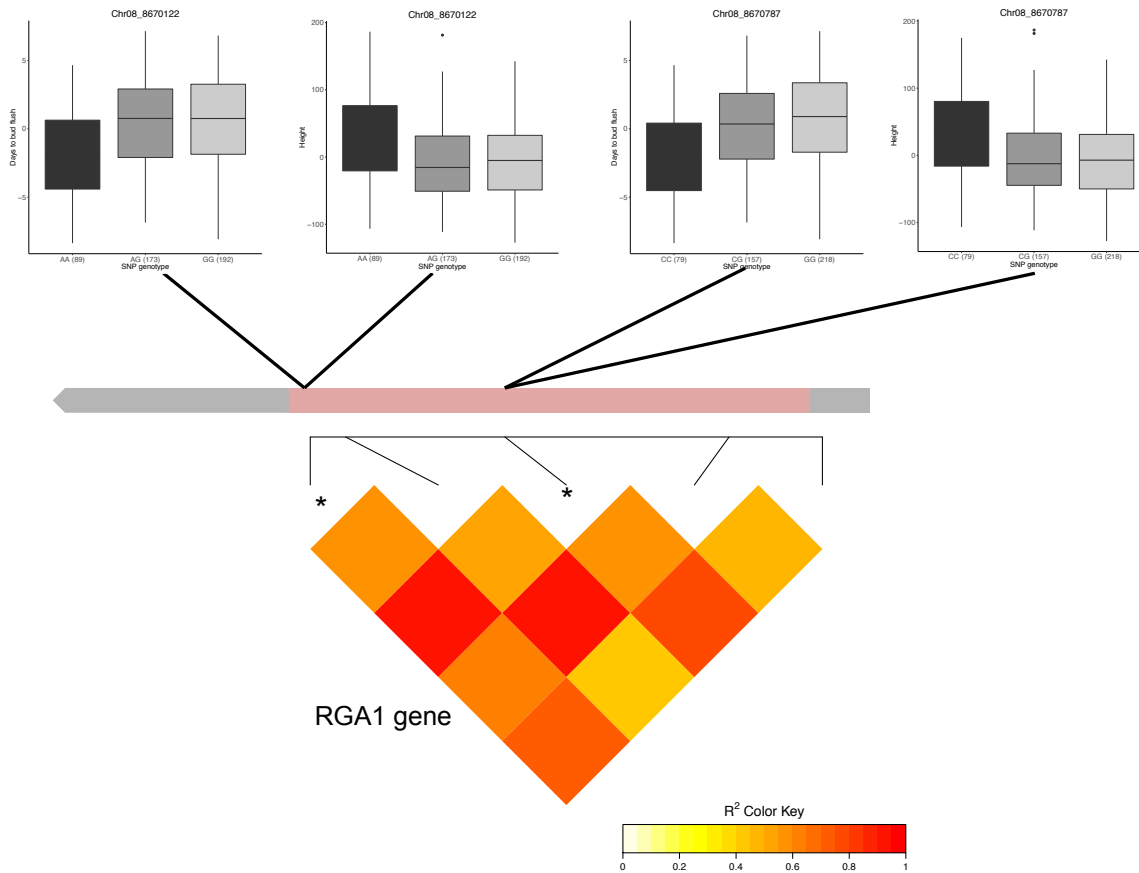 Chr08_8670122
Days to bud flush
5
0
−5
AA (89) AG (173) GG (192)
SNP genotype
Chr08_8670122
Height
200
100
0
−100
AA (89) AG (173) GG (192)
SNP genotype
Chr08_8670787
Days to bud flush
5
0
−5
CC (79) CG (157) GG (218)
SNP genotype
Chr08_8670787
Height
200
100
0
−100
CC (79) CG (157) GG (218)
SNP genotype
* *
RGA1 gene
R² Color Key
0 0.2 0.4 0.6 0.8 1